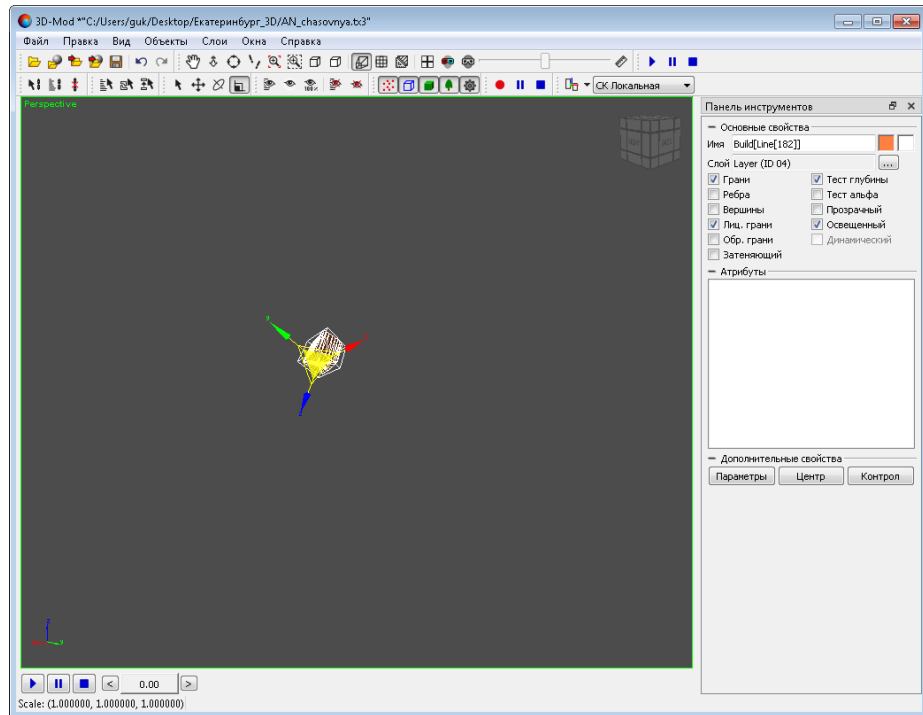 3D-Mod *"C:/Users/guk/Desktop/Екатеринбург_3D/AN_chasovnya.tx3"
Файл Правка Вид Объекты Слои Окна Справка
100% СК Локальная
Perspective
Панель инструментов
Основные свойства
Имя Build[Line[182]]
Слой Layer (ID 04) ...
Грани Тест глубины
Ребра Тест альфа
Вершины Прозрачный
Лиц. грани Освещенный
Обр. грани Динамический
Затеняющий
Атрибуты
Дополнительные свойства
Параметры Центр Контрол
z
< 0.00 >
Scale: (1.000000, 1.000000, 1.000000)